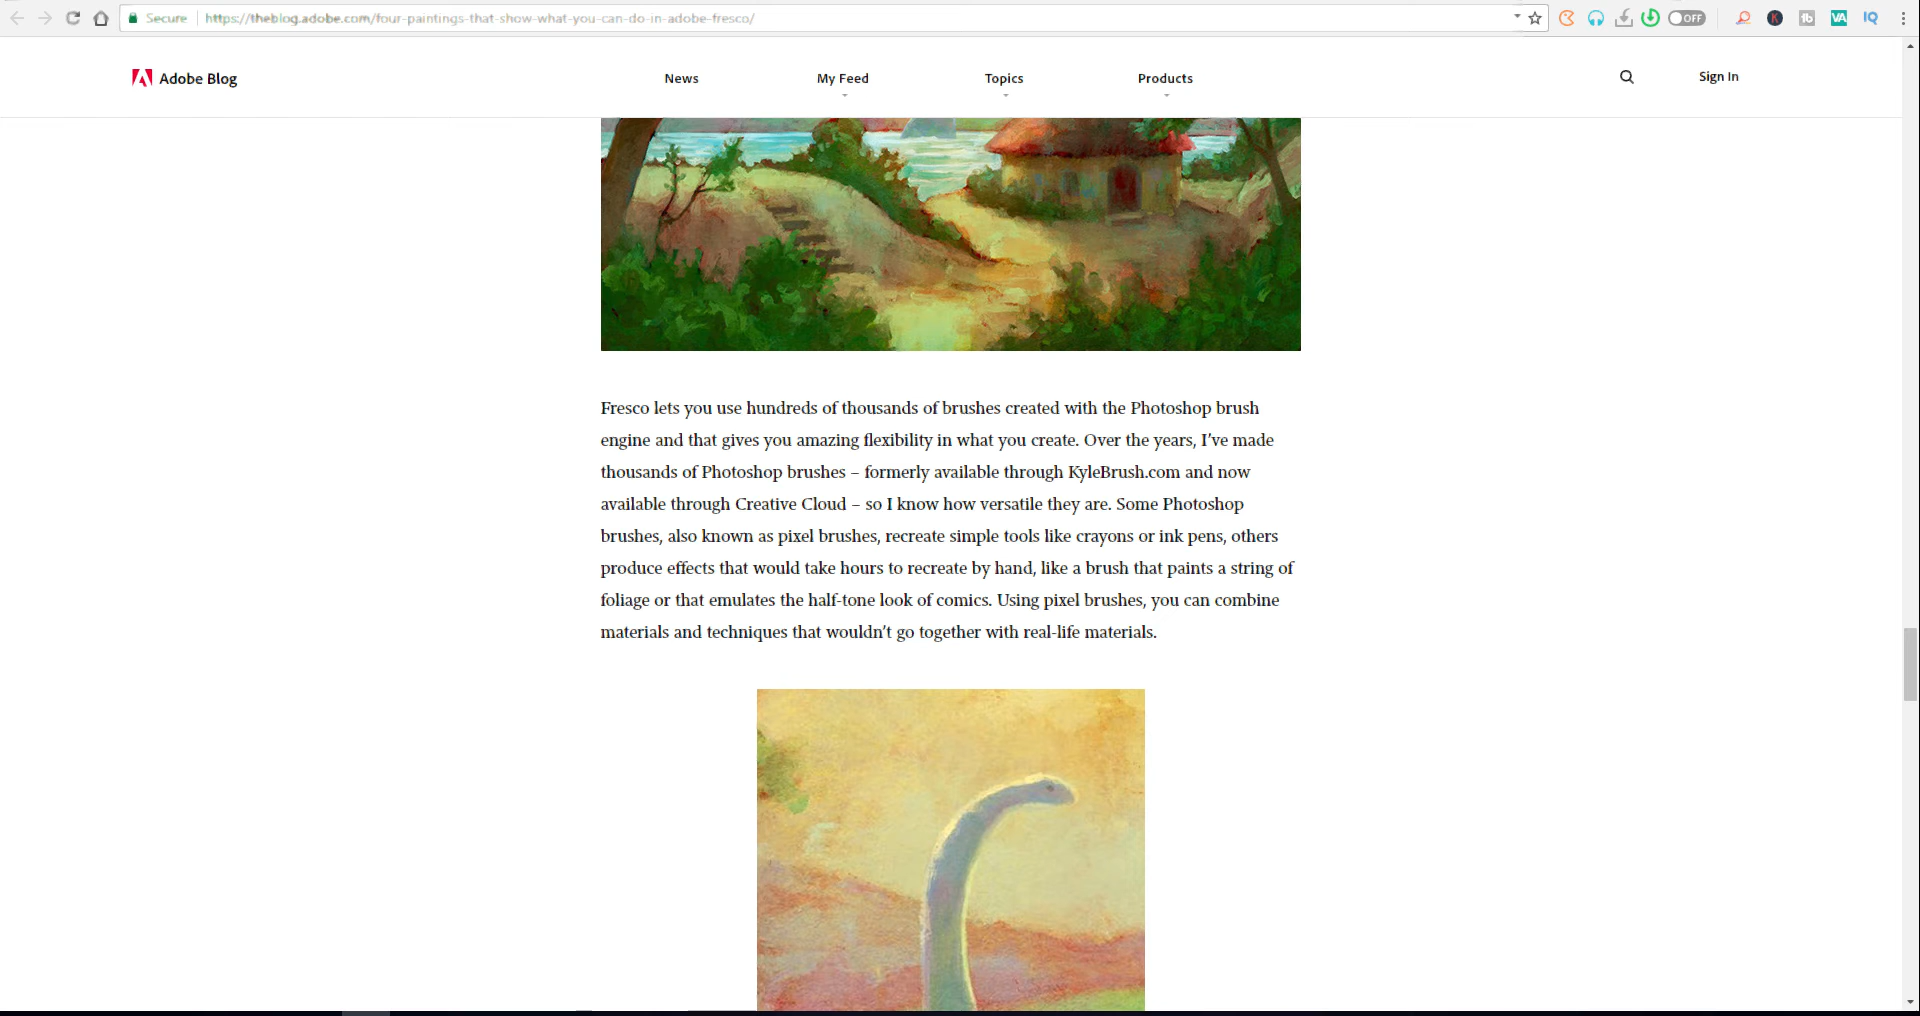 Secure https://theblog.adobe.com/four-paintings-that-show-what-you-can-do-in-adobe-fresco/
OFF K tb VA IQ
Adobe Blog News My Feed Topics Products Sign In
Fresco lets you use hundreds of thousands of brushes created with the Photoshop brush
engine and that gives you amazing flexibility in what you create. Over the years, I’ve made
thousands of Photoshop brushes – formerly available through KyleBrush.com and now
available through Creative Cloud – so I know how versatile they are. Some Photoshop
brushes, also known as pixel brushes, recreate simple tools like crayons or ink pens, others
produce effects that would take hours to recreate by hand, like a brush that paints a string of
foliage or that emulates the half-tone look of comics. Using pixel brushes, you can combine
materials and techniques that wouldn’t go together with real-life materials.